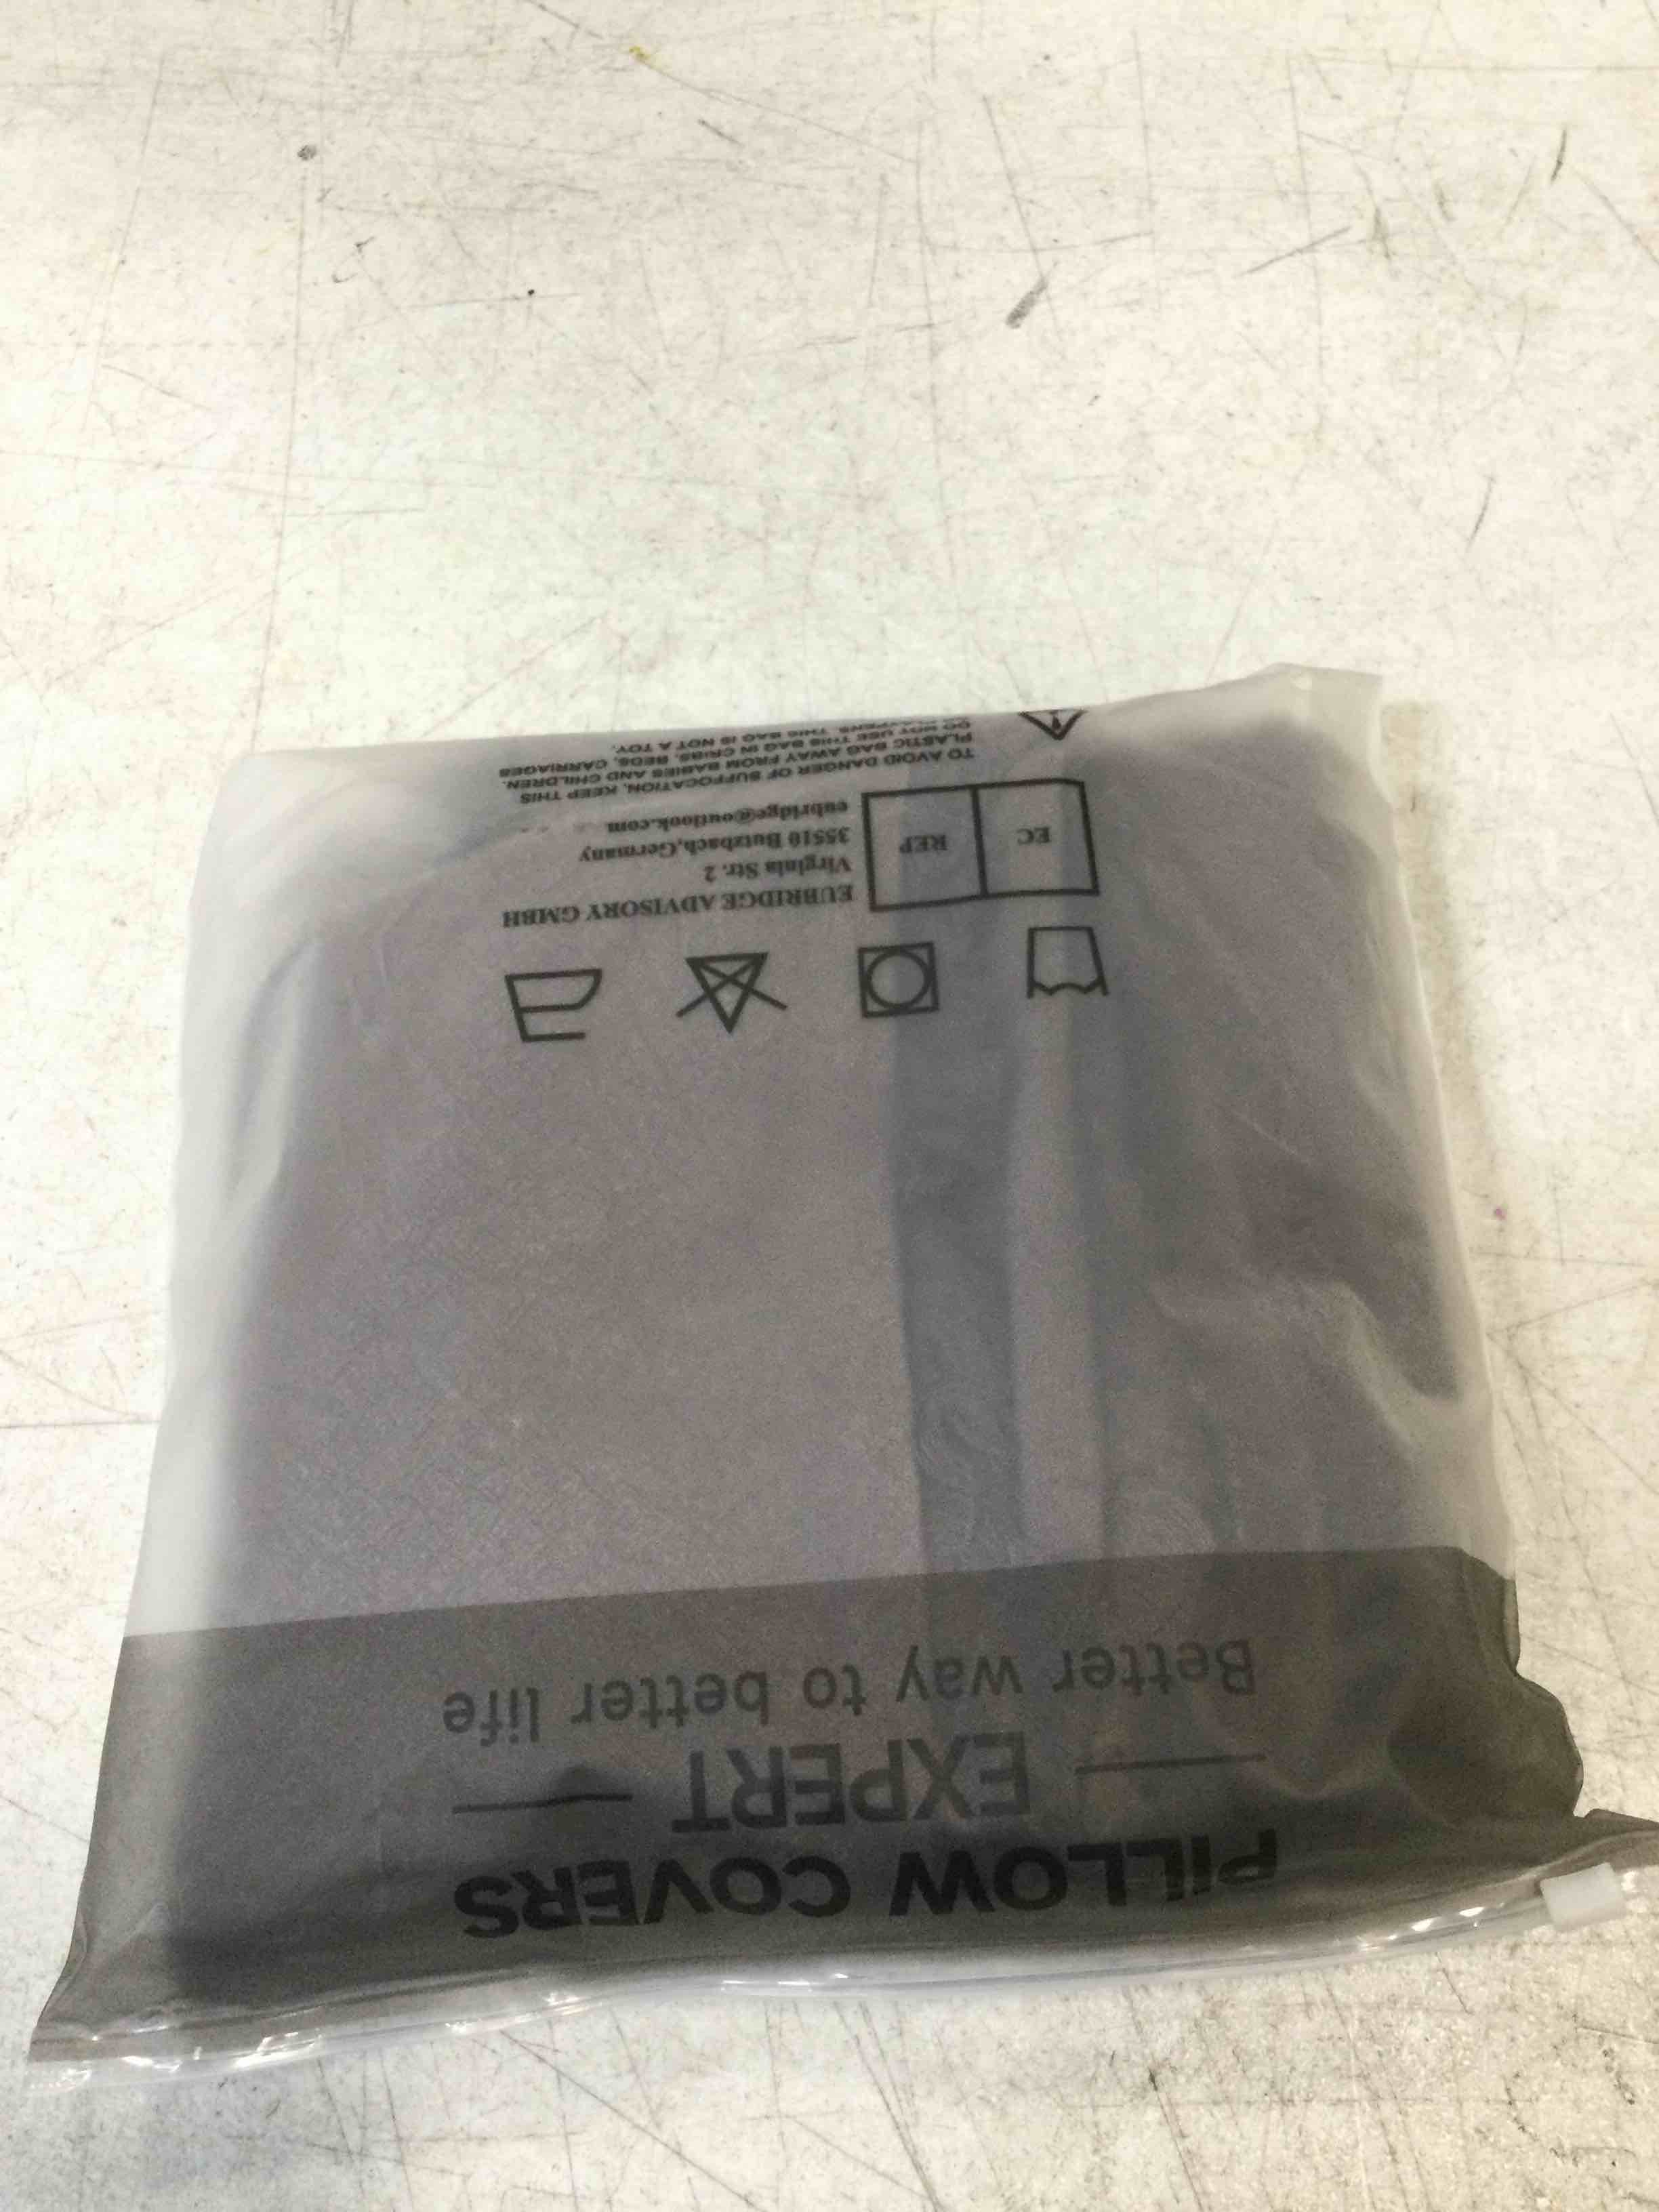 PILLOW COVERS
EXPERT
Better way to better life
EUBRIDGE ADVISORY GMBH
Virginia Str. 2
35510 Butzbach,Germany
eubridge@outlook.com
EC REP
TO AVOID DANGER OF SUFFOCATION, KEEP THIS
PLASTIC BAG AWAY FROM BABIES AND CHILDREN.
DO NOT USE THIS BAG IN CRIBS, BEDS, CARRIAGES
THIS BAG IS NOT A TOY.